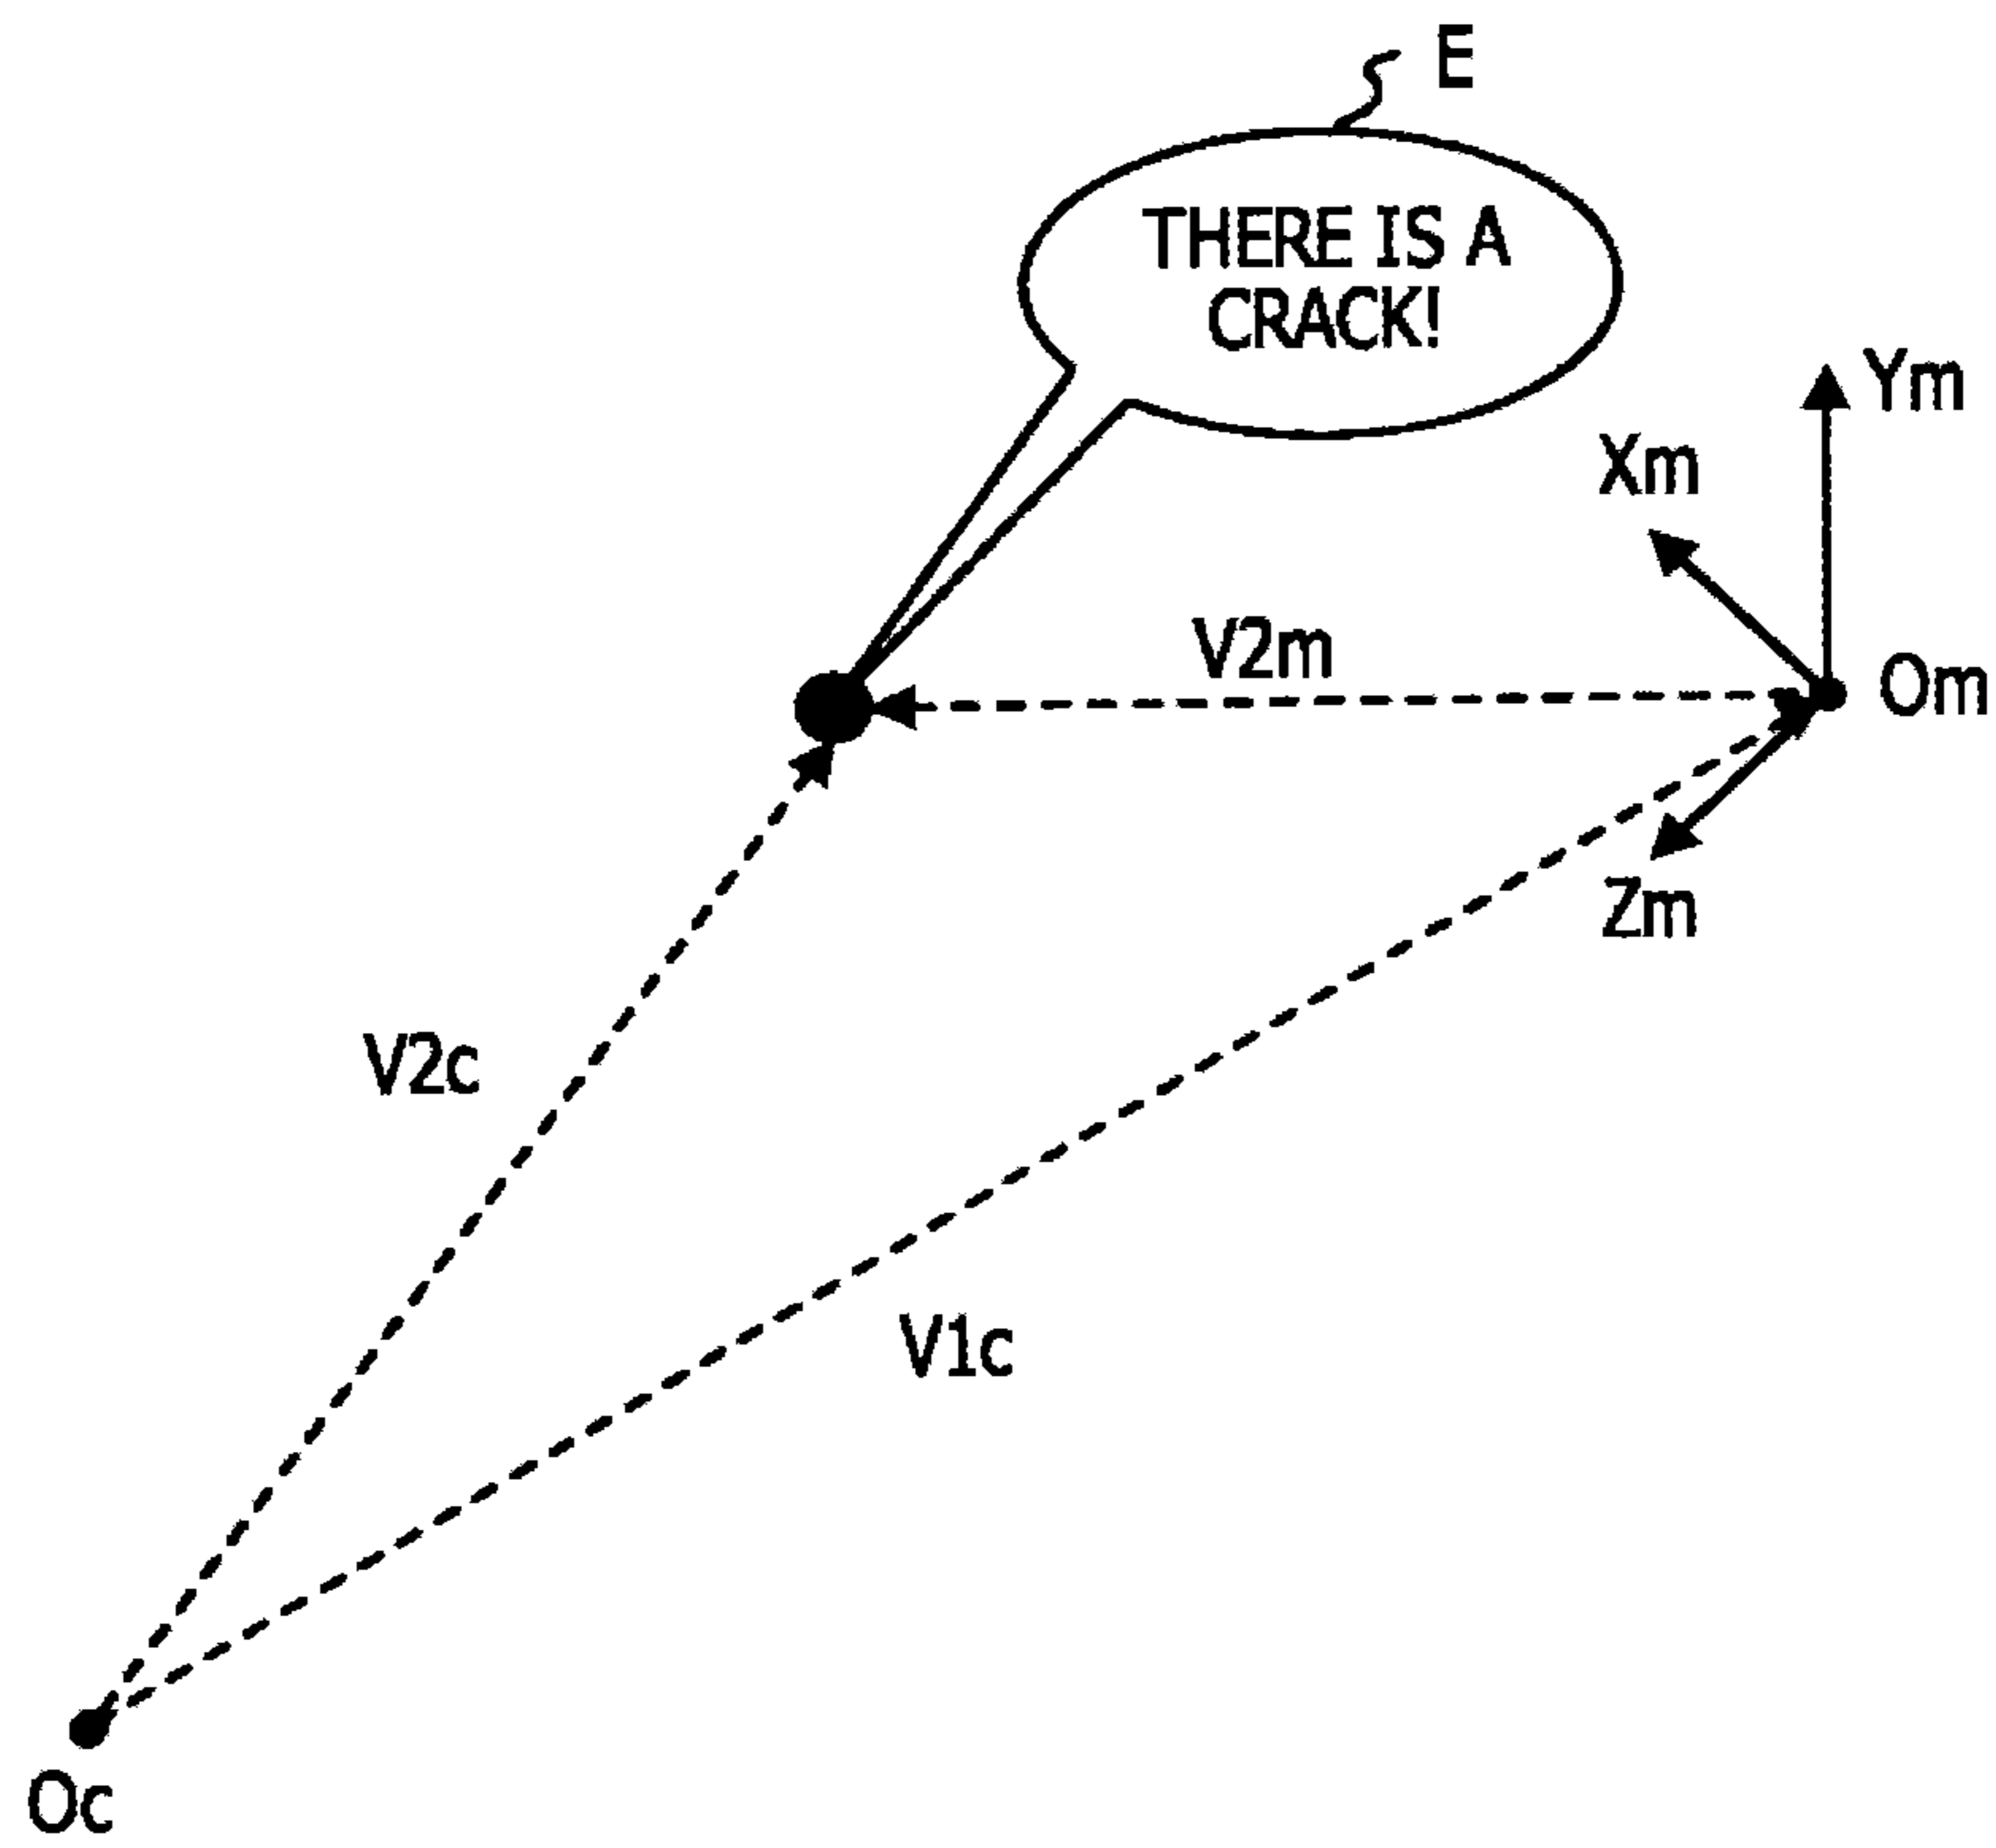 E
THERE IS A
CRACK!
Ym
Xm
V2m
Om
Zm
V2c
V1c
Oc